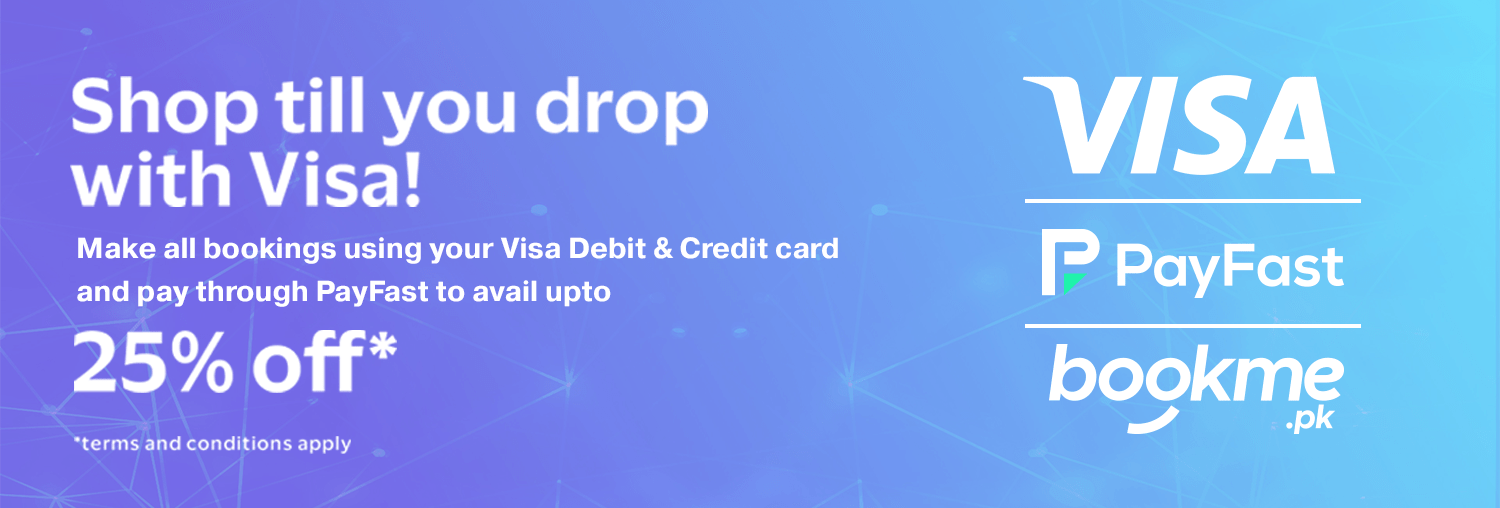 Shop till you drop
with Visa!
Make all bookings using your Visa Debit & Credit card
and pay through PayFast to avail upto
25% off*
*terms and conditions apply
VISA
PayFast
bookme
.pk